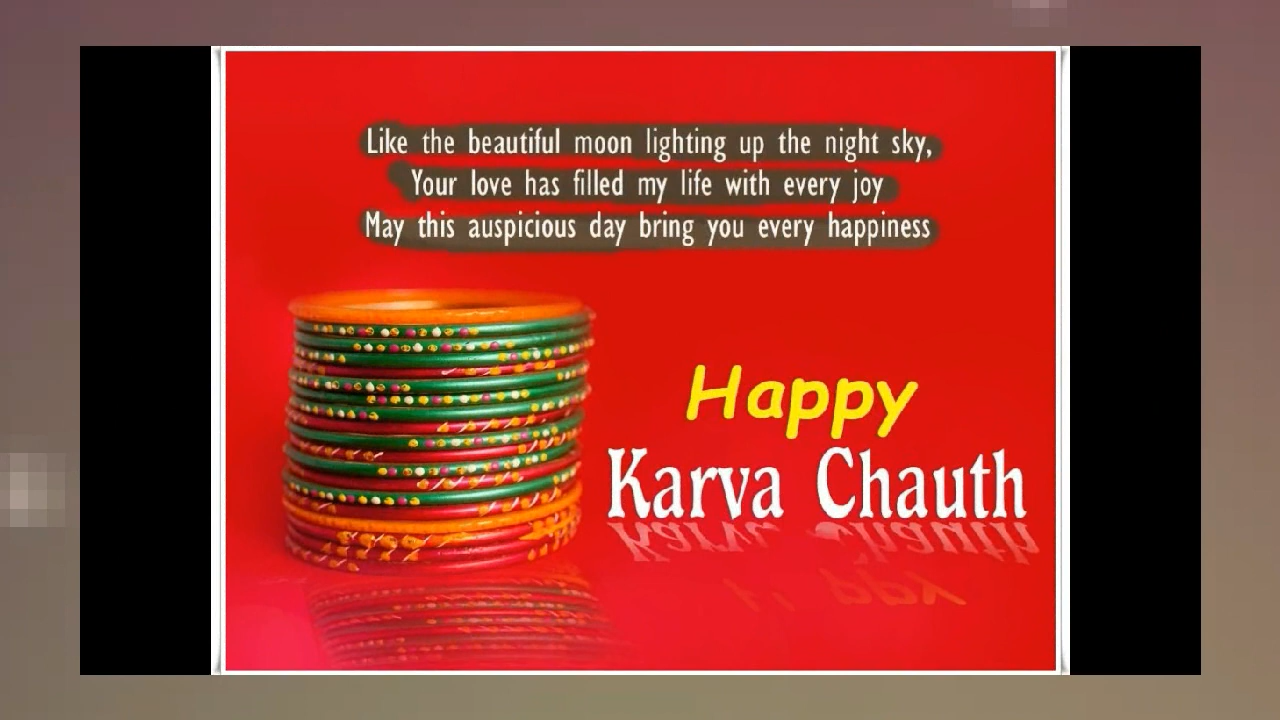 Like the beautiful moon lighting up the night sky,
Your love has filled my life with every joy
May this auspicious day bring you every happiness
Happy
Karva Chauth